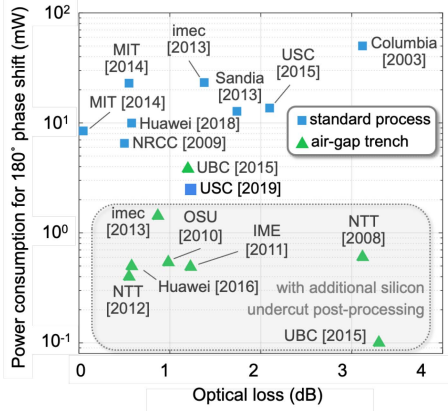 Power consumption for 180° phase shift (mW)
10²
10¹
10⁰
10⁻¹
imec
[2013]
MIT
[2014]
USC
[2015]
Columbia
[2003]
Sandia
[2013]
MIT [2014]
Huawei [2018]
NRCC [2009]
standard process
air-gap trench
UBC [2015]
USC [2019]
imec
[2013]
OSU
[2010]
IME
[2011]
NTT
[2008]
NTT
[2012]
Huawei [2016]
with additional silicon
undercut post-processing
UBC [2015]
0 1 2 3 4
Optical loss (dB)